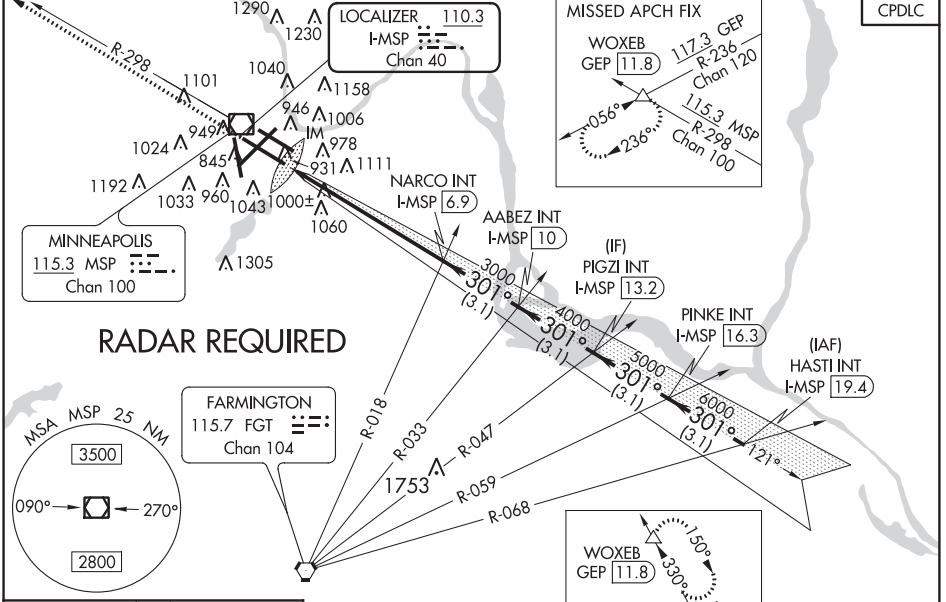 CPDLC
1290
1230
LOCALIZER 110.3
I-MSP
Chan 40
MISSED APCH FIX
WOXEB
GEP 11.8
117.3 GEP
R-236
Chan 120
115.3 MSP
R-298
Chan 100
056°
236°
R-298
1101
1040
1158
946
1006
949
IM
978
1024
845
931
1111
1192
1033
960
1043
1000±
1060
1305
MINNEAPOLIS
115.3 MSP
Chan 100
NARCO INT
I-MSP 6.9
AABEZ INT
I-MSP 10
(IF)
PIGZI INT
I-MSP 13.2
PINKE INT
I-MSP 16.3
(IAF)
HASTI INT
I-MSP 19.4
3000
301°
(3.1)
4000
301°
(3.1)
5000
301°
(3.1)
6000
301°
(3.1)
121°
RADAR REQUIRED
MSA MSP 25 NM
3500
090°
270°
2800
FARMINGTON
115.7 FGT
Chan 104
R-018
R-033
R-047
R-059
R-068
1753
WOXEB
GEP 11.8
150°
330°